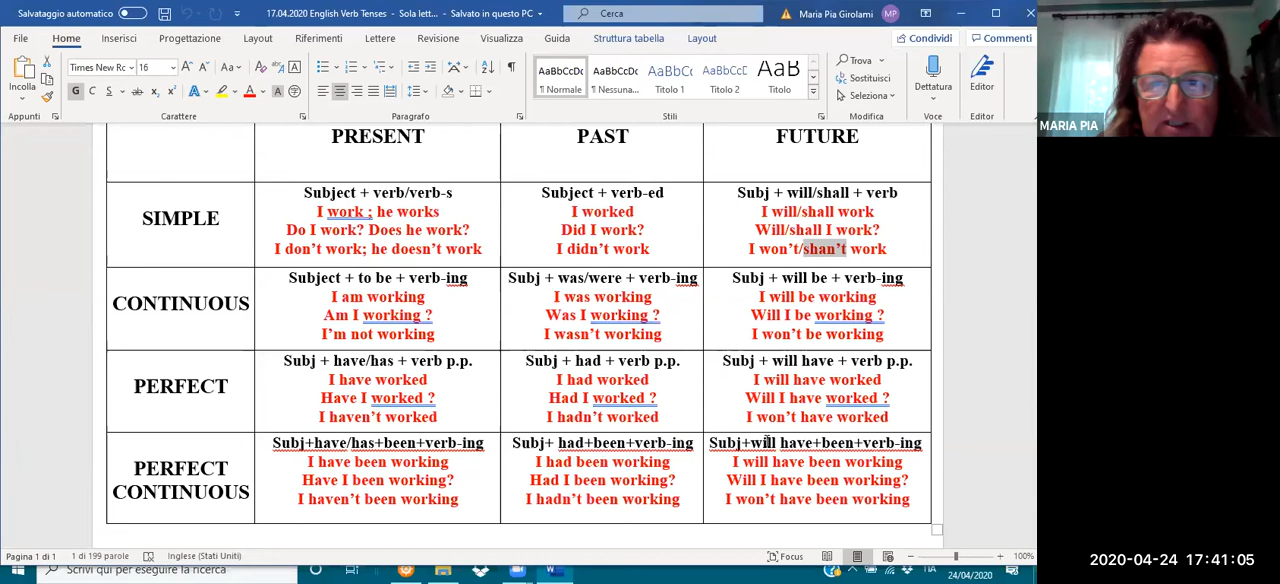 Salvataggio automatico
17.04.2020 English Verb Tenses - Sola lett... - Salvato in questo PC
Cerca
Maria Pia Girolami
MP
File
Home
Inserisci
Progettazione
Layout
Riferimenti
Lettere
Revisione
Visualizza
Guida
Struttura tabella
Layout
Condividi
Commenti
Incolla
Times New Rc
16
G C S ab x₂ x²
Appunti
Carattere
Paragrafo
AaBbCcDc
¶ Normale
AaBbCcDc
¶ Nessuna...
AaBbCc
Titolo 1
AaBbCcD
Titolo 2
AaB
Titolo
Stili
Trova
Sostituisci
Seleziona
Modifica
Dettatura
Voce
Editor
Editor
MARIA PIA
PRESENT
PAST
FUTURE
SIMPLE
Subject + verb/verb-s
I work ; he works
Do I work? Does he work?
I don't work; he doesn't work
Subject + verb-ed
I worked
Did I work?
I didn't work
Subj + will/shall + verb
I will/shall work
Will/shall I work?
I won't/shan't work
CONTINUOUS
Subject + to be + verb-ing
I am working
Am I working ?
I'm not working
Subj + was/were + verb-ing
I was working
Was I working ?
I wasn't working
Subj + will be + verb-ing
I will be working
Will I be working ?
I won't be working
PERFECT
Subj + have/has + verb p.p.
I have worked
Have I worked ?
I haven't worked
Subj + had + verb p.p.
I had worked
Had I worked ?
I hadn't worked
Subj + will have + verb p.p.
I will have worked
Will I have worked ?
I won't have worked
PERFECT
CONTINUOUS
Subj+have/has+been+verb-ing
I have been working
Have I been working?
I haven't been working
Subj+ had+been+verb-ing
I had been working
Had I been working?
I hadn't been working
Subj+will have+been+verb-ing
I will have been working
Will I have been working?
I won't have been working
Pagina 1 di 1
1 di 199 parole
Inglese (Stati Uniti)
Focus
100%
Scrivi qui per eseguire la ricerca
ITA
24/04/2020
2020-04-24 17:41:05